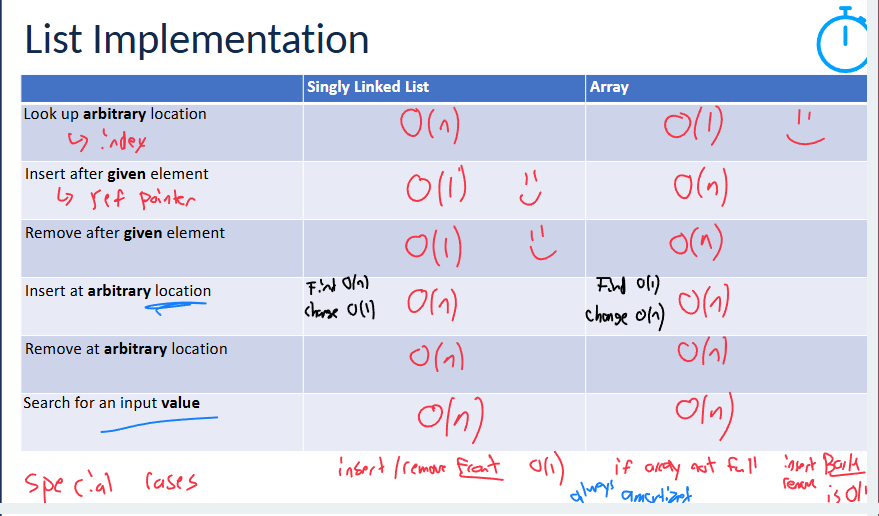 List Implementation
Singly Linked List Array
Look up arbitrary location O(n) O(1)
↳ index
Insert after given element O(1) O(n)
↳ ref pointer
Remove after given element O(1) O(n)
Insert at arbitrary location Find O(n) O(n) Find O(1) O(n)
change O(1) change O(n)
Remove at arbitrary location O(n) O(n)
Search for an input value O(n) O(n)
Special cases insert/remove Front O(1) if array not full insert Back
always amortized remove is O(1